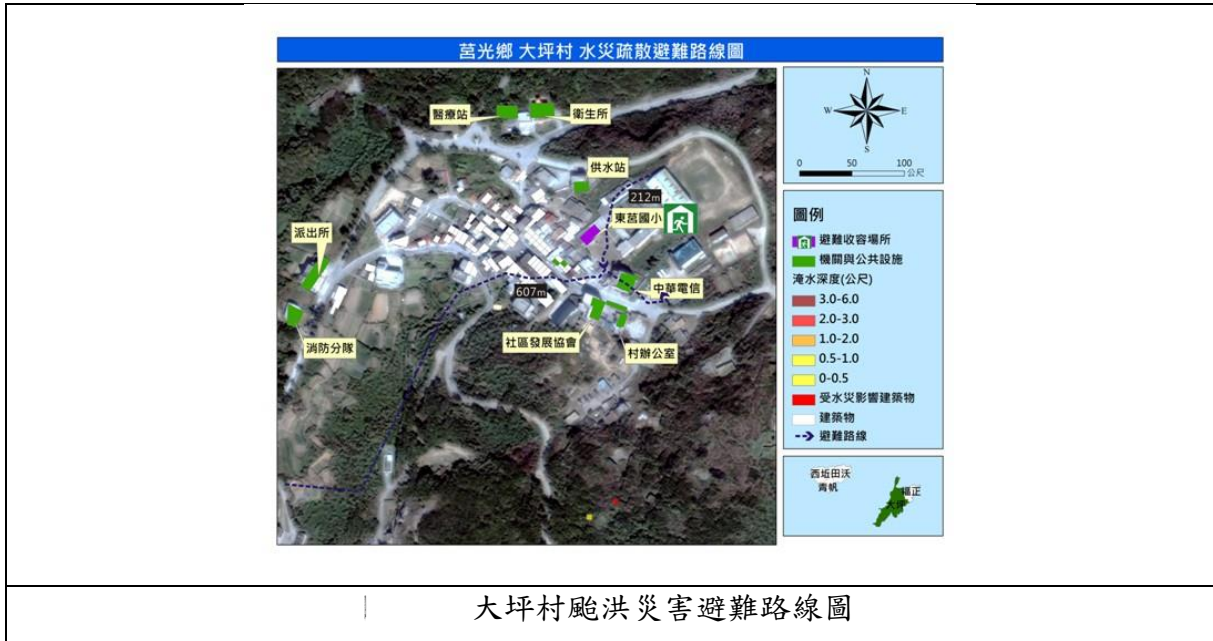 莒光鄉 大坪村 水災疏散避難路線圖
醫療站
衛生所
供水站
212m
東莒國小
派出所
中華電信
607m
消防分隊
社區發展協會
村辦公室
N
W
E
S
0 50 100
公尺
圖例
避難收容場所
機關與公共設施
淹水深度(公尺)
3.0-6.0
2.0-3.0
1.0-2.0
0.5-1.0
0-0.5
受水災影響建築物
建築物
避難路線
西坵田沃
青帆
福正
大坪
大坪村颱洪災害避難路線圖